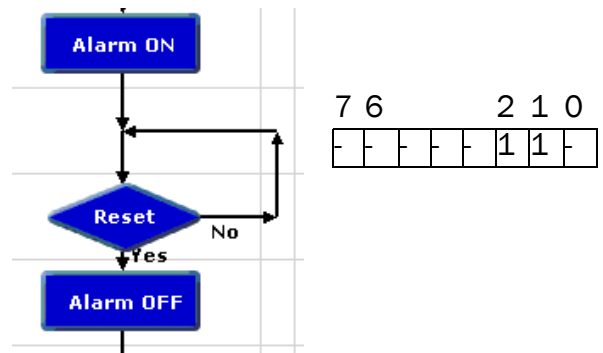 Alarm ON
Reset
No
Yes
Alarm OFF
7 6 2 1 0
- - - - - 1 1 -